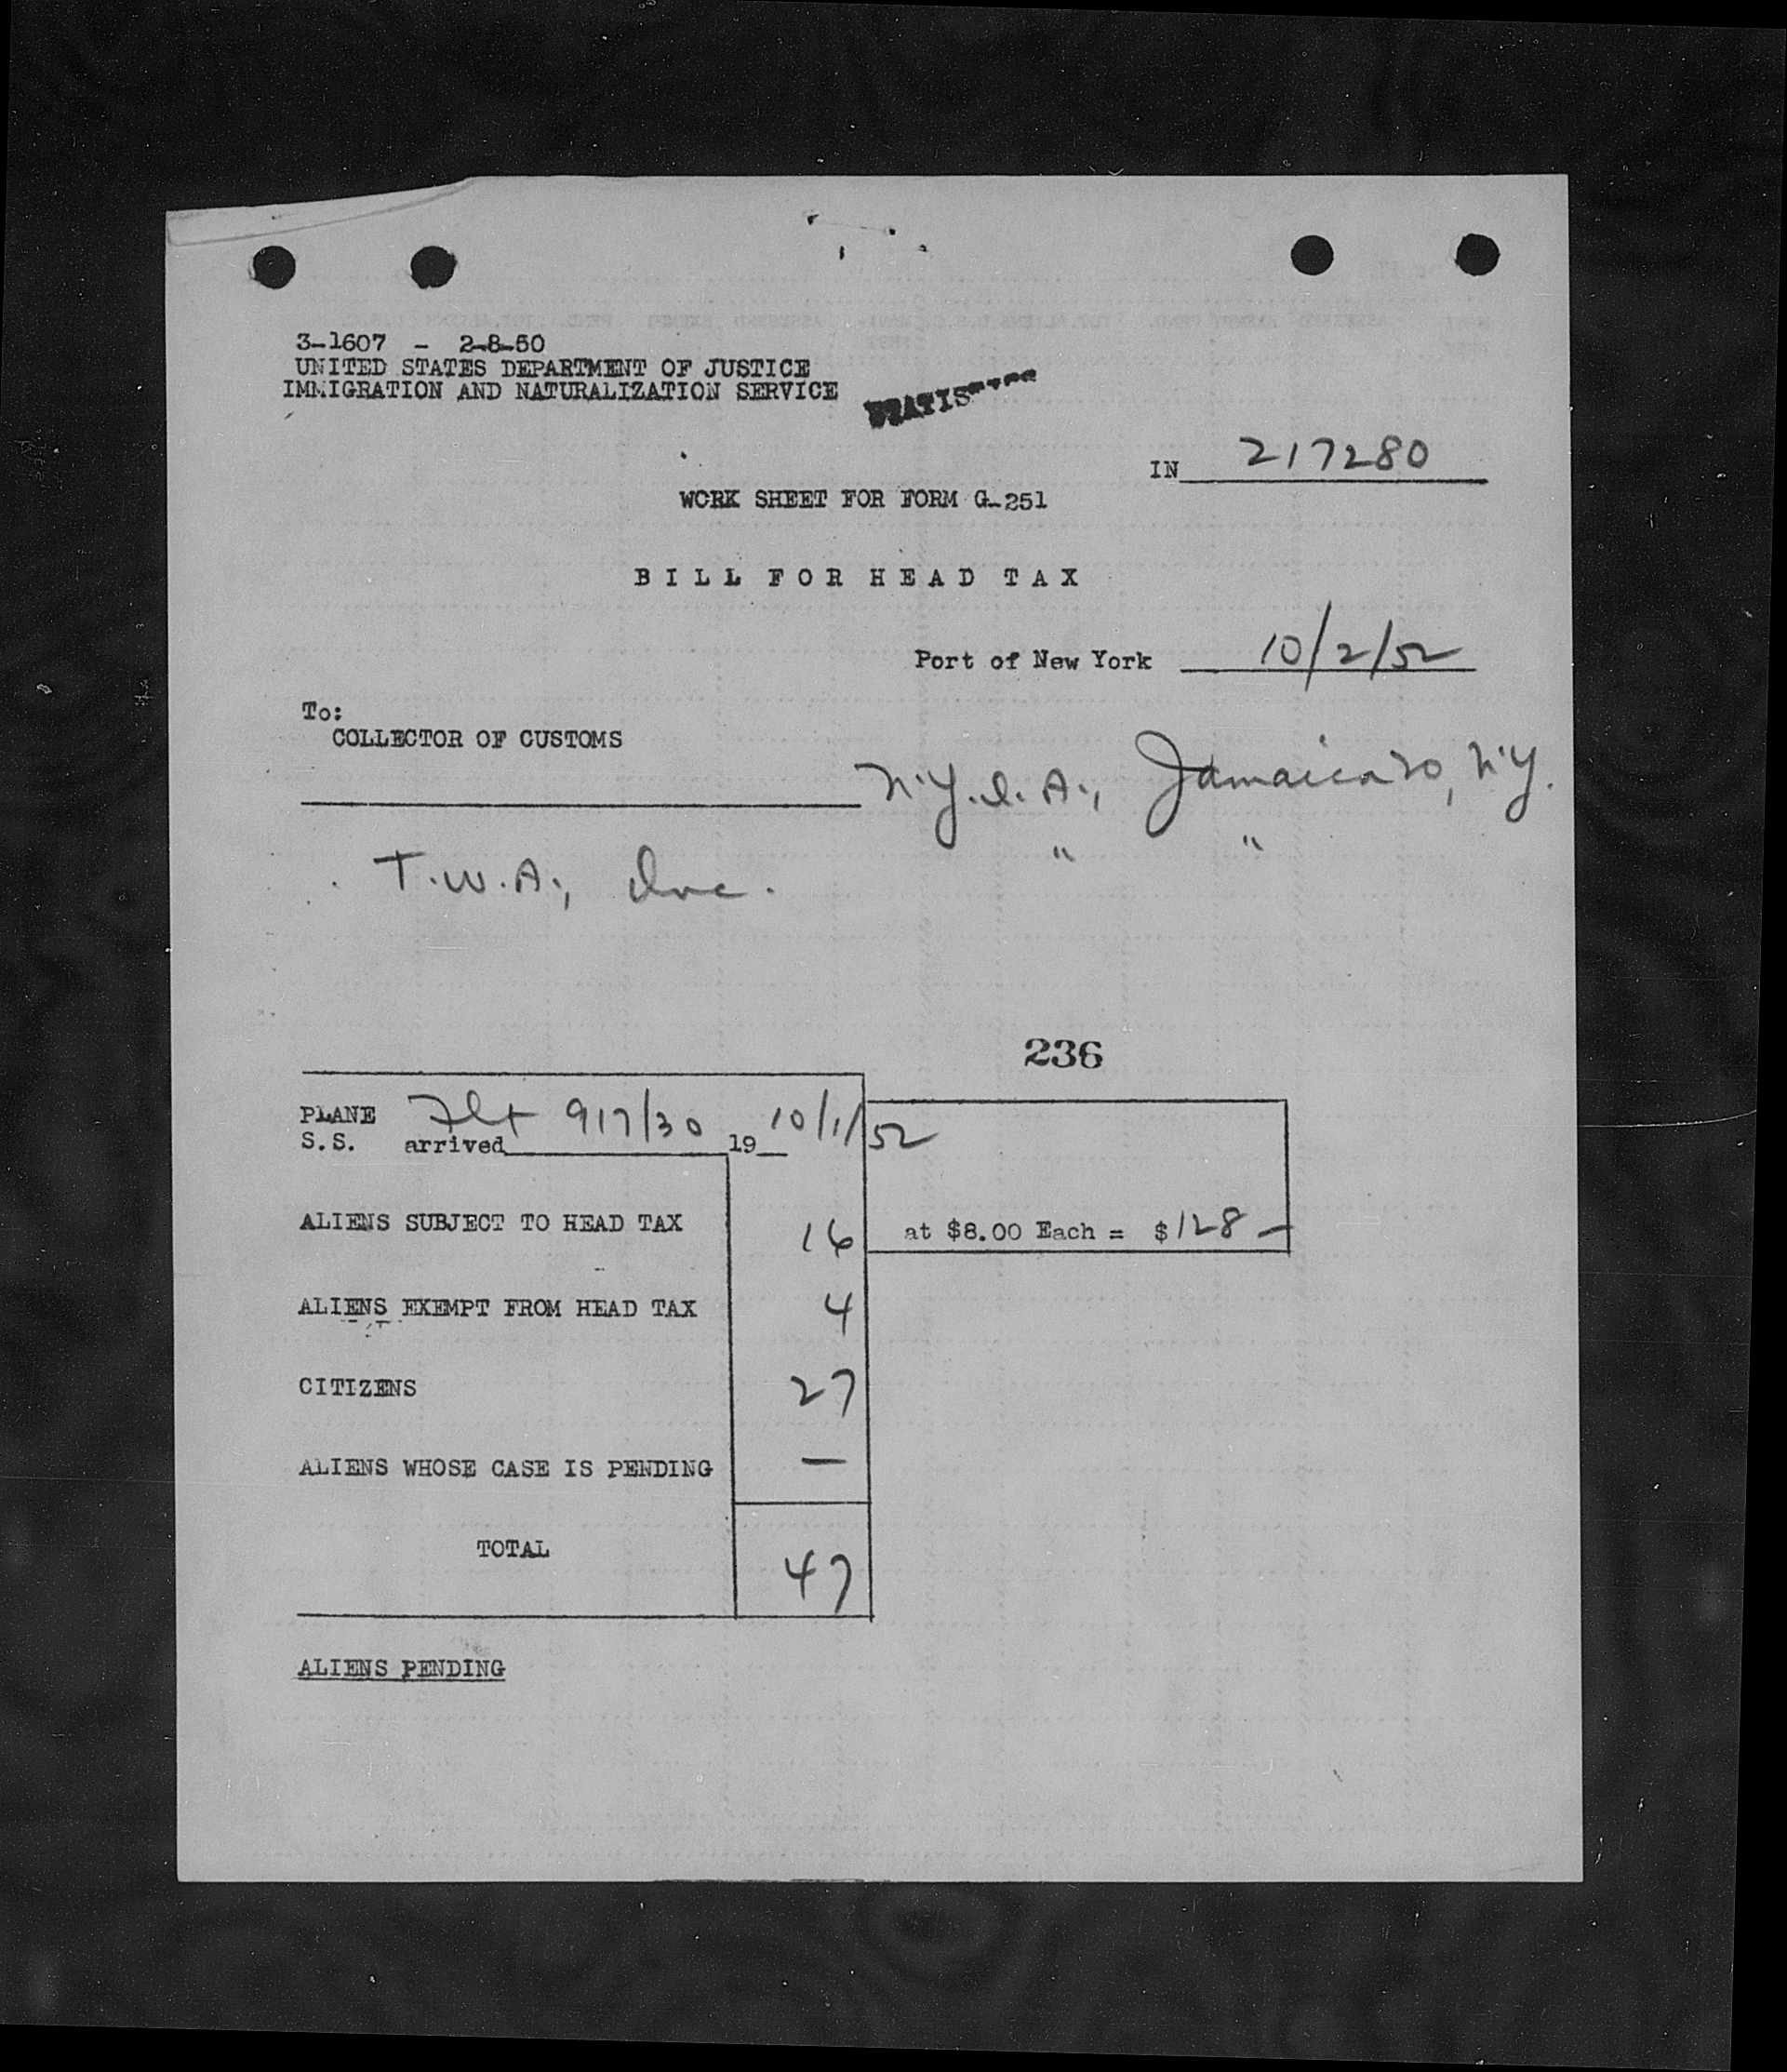 3-1607 - 2-8-50
UNITED STATES DEPARTMENT OF JUSTICE
IMMIGRATION AND NATURALIZATION SERVICE
IN 217280
WORK SHEET FOR FORM G-251
BILL FOR HEAD TAX
Port of New York 10/2/52
To:
COLLECTOR OF CUSTOMS
N.Y.I.A., Jamaica 20, N.Y.
" "
T.W.A., Inc.
236
PLANE Flt 917/30 10/1/52
S.S. arrived 19
ALIENS SUBJECT TO HEAD TAX 16 at $8.00 Each = $128 -
ALIENS EXEMPT FROM HEAD TAX 4
CITIZENS 27
ALIENS WHOSE CASE IS PENDING —
TOTAL 47
ALIENS PENDING